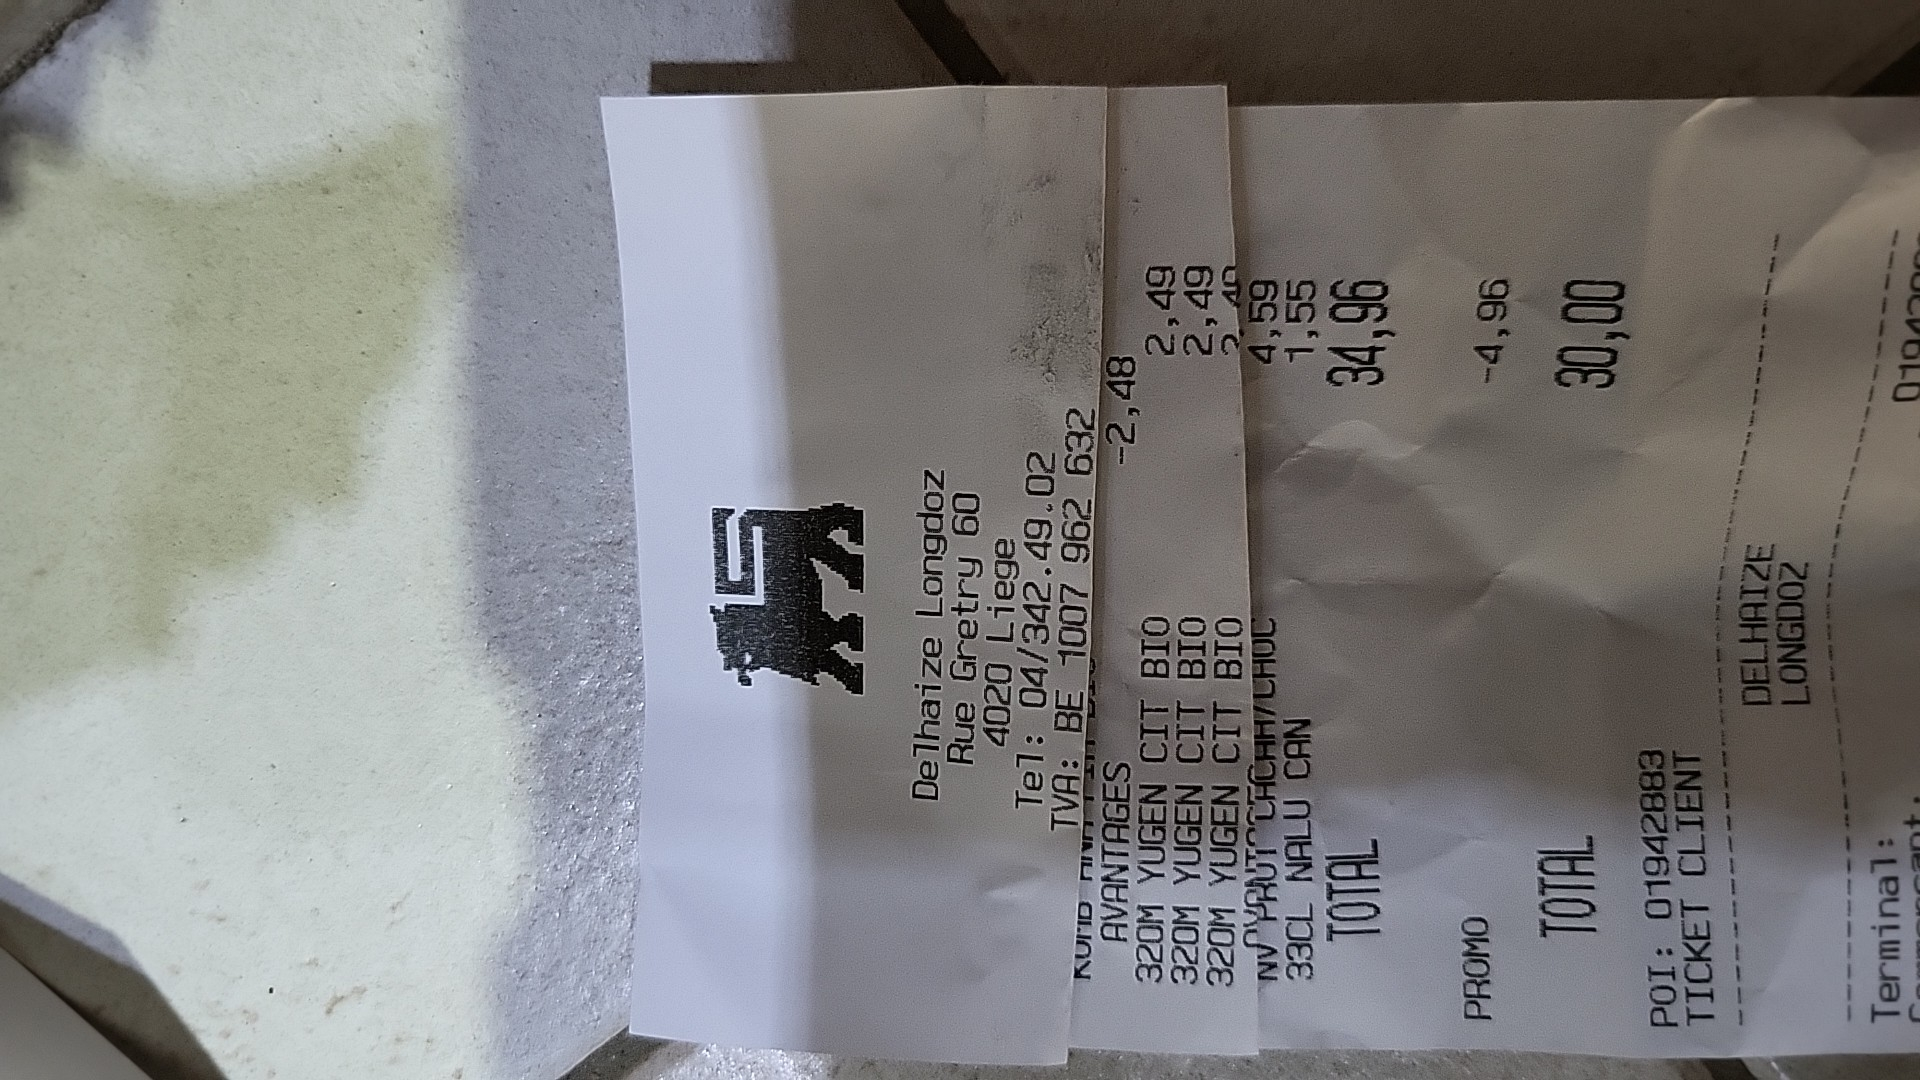 Delhaize Longdoz
Rue Gretry 60
4020 Liege
Tel: 04/342.49.02
TVA: BE 1007 962 632
AVANTAGES -2,48
320M YUGEN CIT BIO 2,49
320M YUGEN CIT BIO 2,49
320M YUGEN CIT BIO
NV PRUT 4,59
33CL NALU CAN 1,55
TOTAL 34,96
PROMO -4,96
TOTAL 30,00
POI: 01942883
TICKET CLIENT
DELHAIZE
LONGDOZ
Terminal: